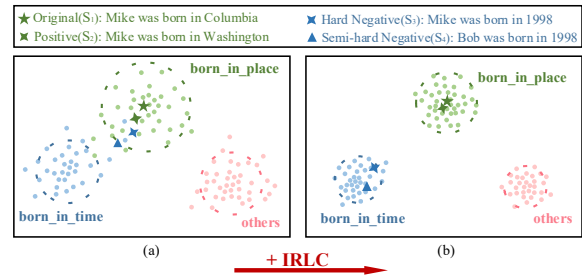 Original(S₁): Mike was born in Columbia
Positive(S₂): Mike was born in Washington
Hard Negative(S₃): Mike was born in 1998
Semi-hard Negative(S₄): Bob was born in 1998
born_in_place
born_in_time
others
(a)
born_in_place
born_in_time
others
(b)
+ IRLC